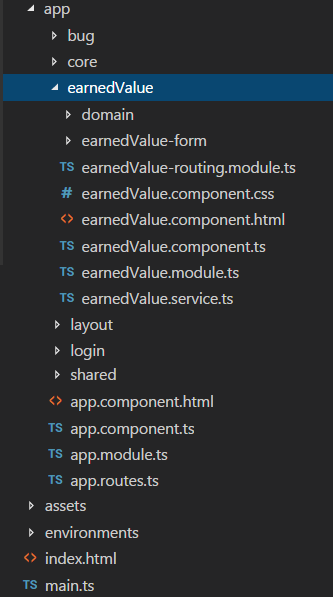 app
bug
core
earnedValue
domain
earnedValue-form
TS earnedValue-routing.module.ts
# earnedValue.component.css
<> earnedValue.component.html
TS earnedValue.component.ts
TS earnedValue.module.ts
TS earnedValue.service.ts
layout
login
shared
<> app.component.html
TS app.component.ts
TS app.module.ts
TS app.routes.ts
assets
environments
<> index.html
TS main.ts